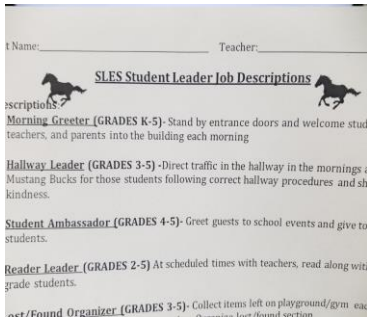 t Name: Teacher:
SLES Student Leader Job Descriptions
escriptions:
Morning Greeter (GRADES K-5)- Stand by entrance doors and welcome stud
teachers, and parents into the building each morning
Hallway Leader (GRADES 3-5) -Direct traffic in the hallway in the mornings a
Mustang Bucks for those students following correct hallway procedures and sh
kindness.
Student Ambassador (GRADES 4-5)- Greet guests to school events and give to
students.
Reader Leader (GRADES 2-5) At scheduled times with teachers, read along wit
grade students.
ost/Found Organizer (GRADES 3-5)- Collect items left on playground/gym eac
lost/found section